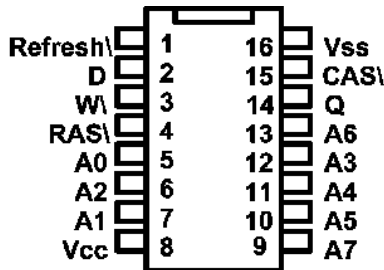 Refresh\ 1 16 Vss
D 2 15 CAS\
W\ 3 14 Q
RAS\ 4 13 A6
A0 5 12 A3
A2 6 11 A4
A1 7 10 A5
Vcc 8 9 A7